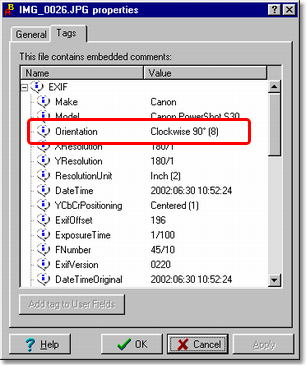 IMG_0026.JPG properties
General Tags
This file contains embedded comments:
Name Value
EXIF
Make Canon
Model Canon PowerShot S30
Orientation Clockwise 90° (8)
XResolution 180/1
YResolution 180/1
ResolutionUnit Inch (2)
DateTime 2002:06:30 10:52:24
YCbCrPositioning Centered (1)
ExifOffset 196
ExposureTime 1/100
FNumber 45/10
ExifVersion 0220
DateTimeOriginal 2002:06:30 10:52:24
Add tag to UserFields
? Help OK Cancel Apply